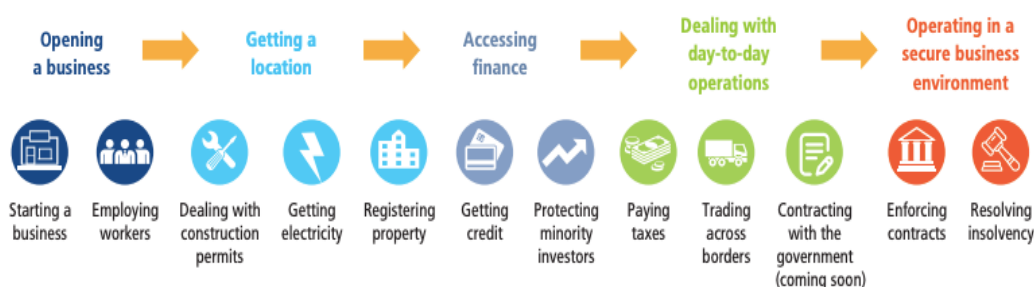 Opening
a business
Getting a
location
Accessing
finance
Dealing with
day-to-day
operations
Operating in a
secure business
environment
Starting a
business
Employing
workers
Dealing with
construction
permits
Getting
electricity
Registering
property
Getting
credit
Protecting
minority
investors
Paying
taxes
Trading
across
borders
Contracting
with the
government
(coming soon)
Enforcing
contracts
Resolving
insolvency